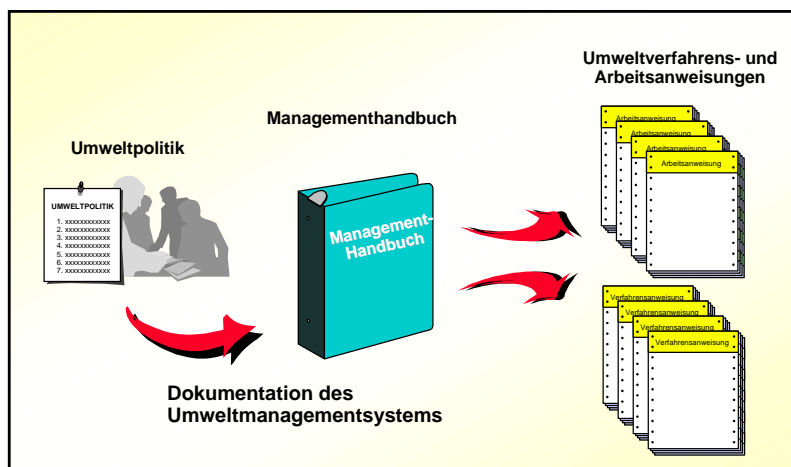 Umweltverfahrens- und
Arbeitsanweisungen
Managementhandbuch
Umweltpolitik
UMWELTPOLITIK
1. xxxxxxxxxxxx
2. xxxxxxxxxxxx
3. xxxxxxxxxxxx
4. xxxxxxxxxxxx
5. xxxxxxxxxxxx
6. xxxxxxxxxxxx
7. xxxxxxxxxxxx
Management-
Handbuch
Arbeitsanweisung
Arbeitsanweisung
Arbeitsanweisung
Arbeitsanweisung
Verfahrensanweisung
Verfahrensanweisung
Verfahrensanweisung
Verfahrensanweisung
Dokumentation des
Umweltmanagementsystems